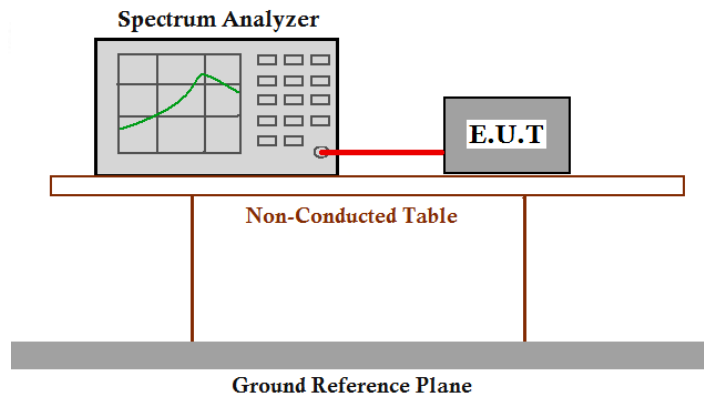 Spectrum Analyzer
E.U.T
Non-Conducted Table
Ground Reference Plane